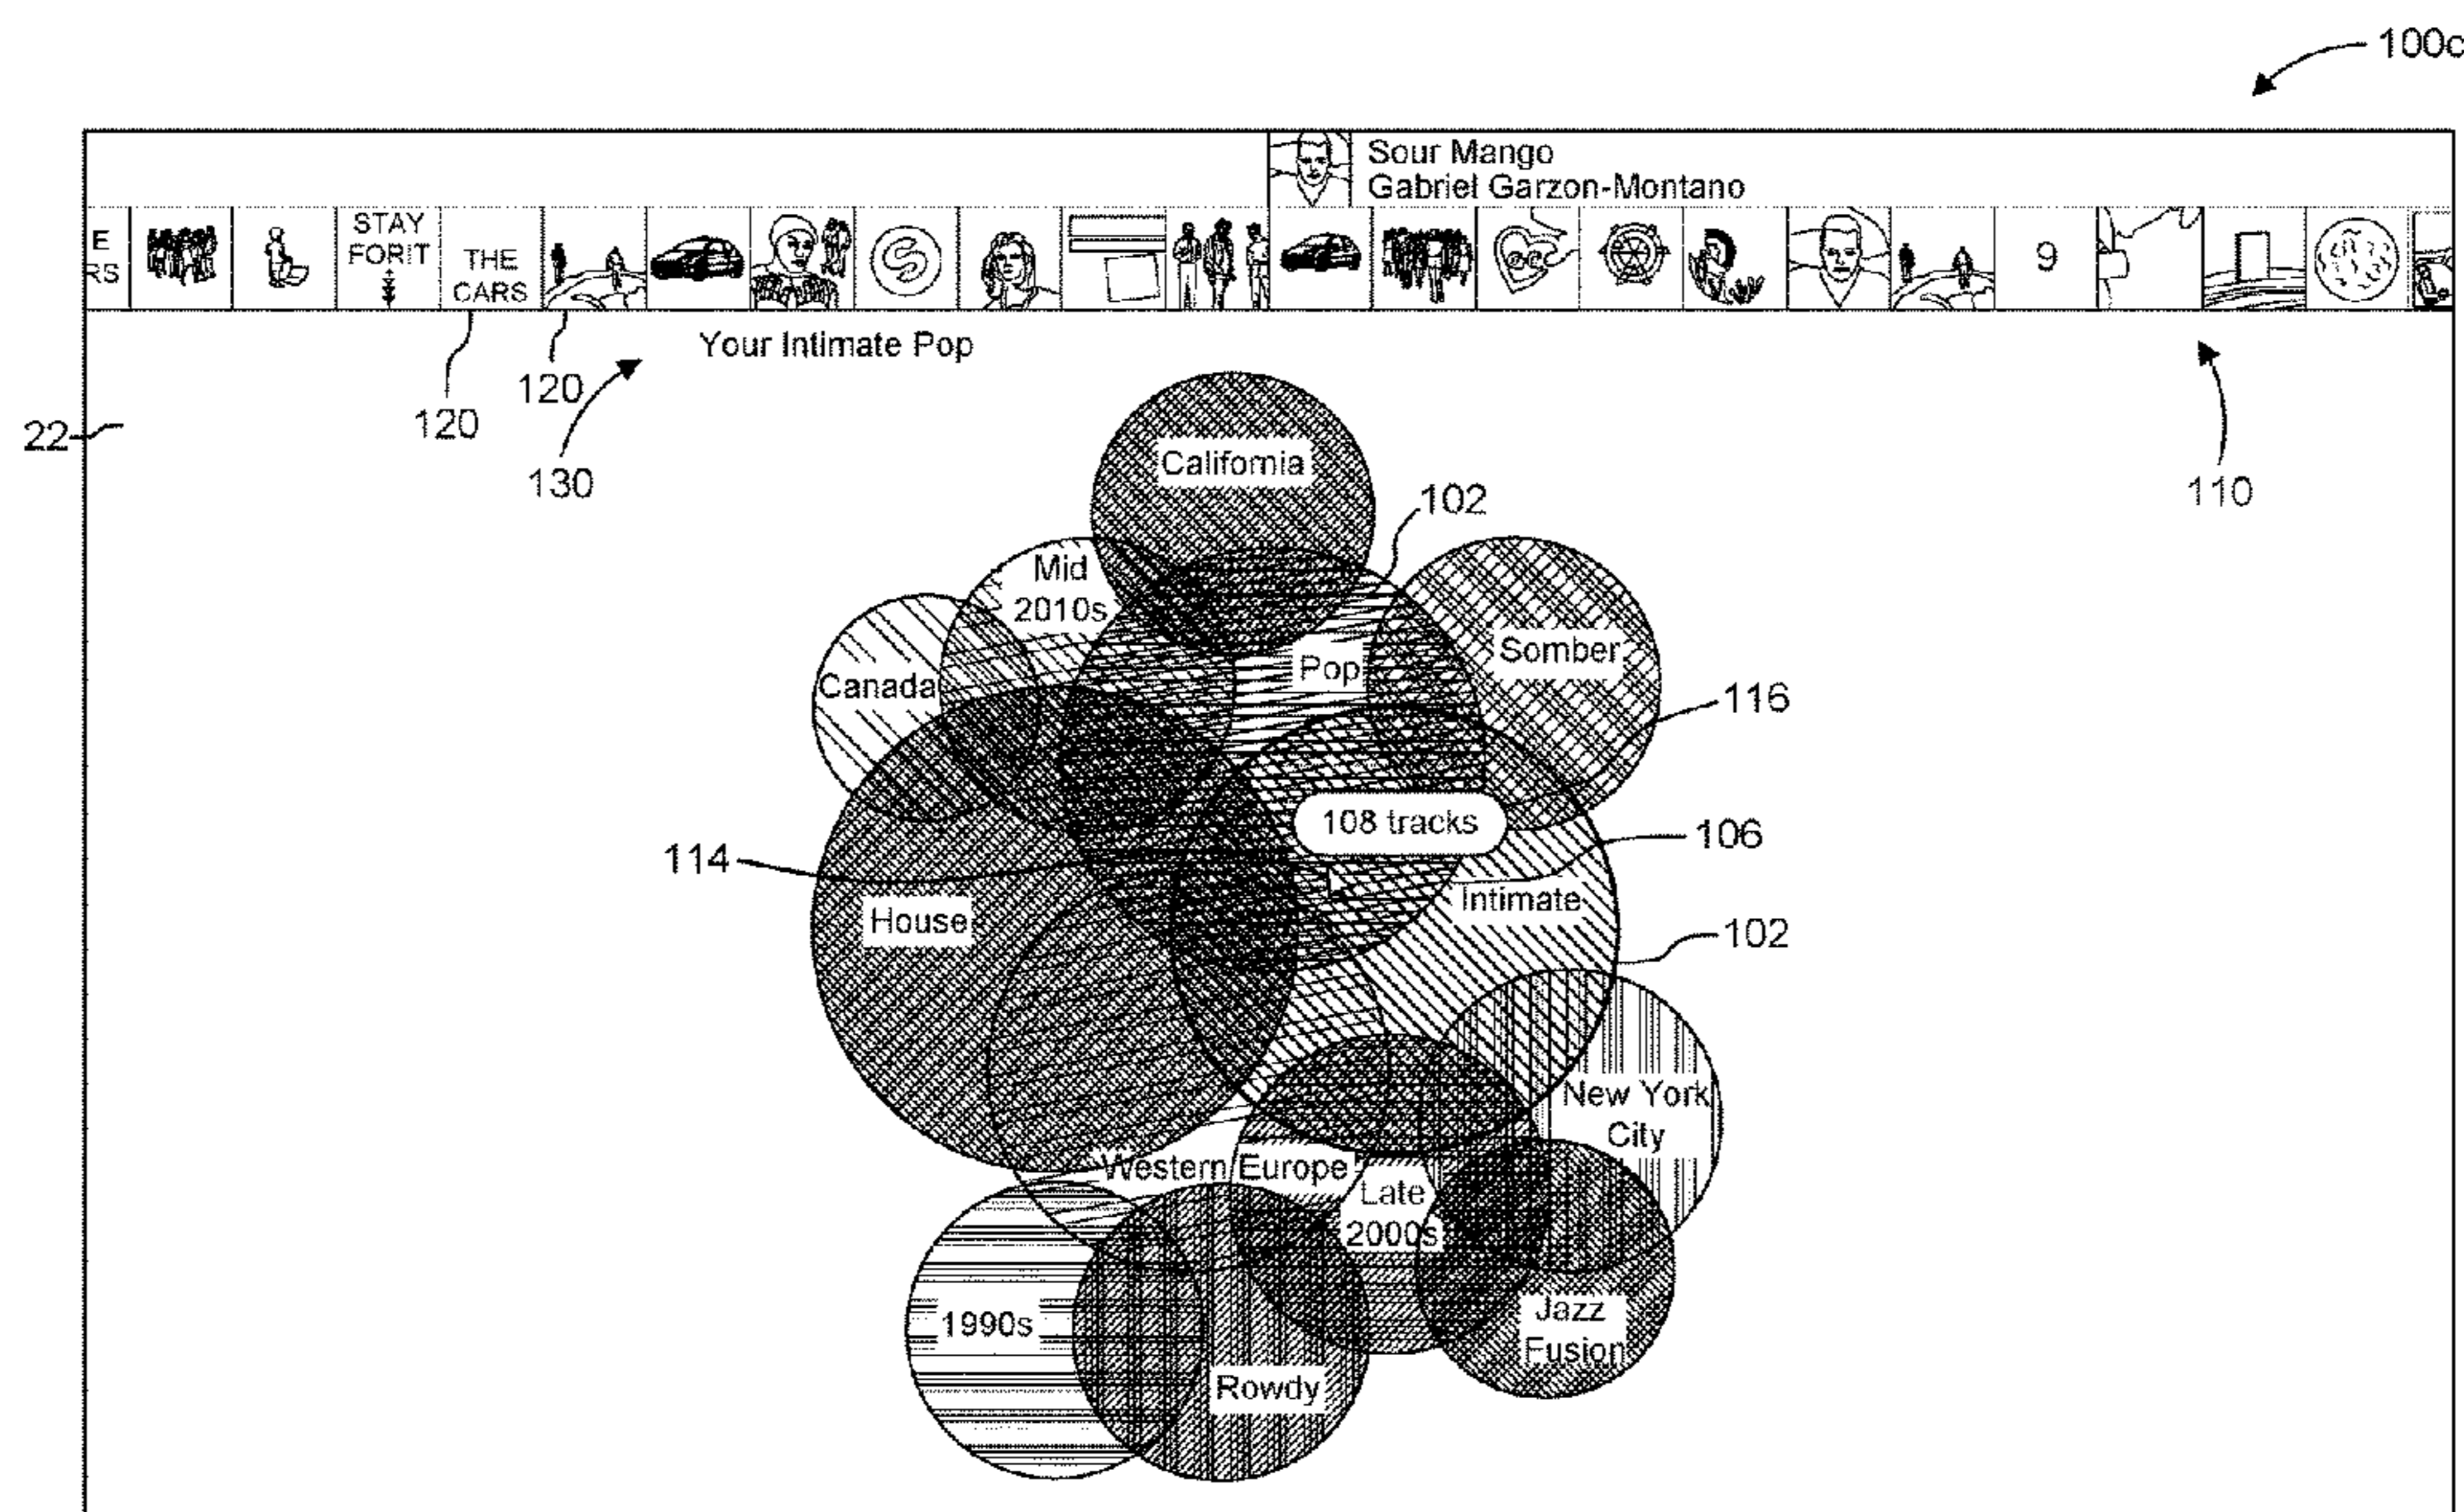 100c
Sour Mango
Gabriel Garzon-Montano
E
RS
STAY
FORIT
THE
CARS
9
Your Intimate Pop
120
120
22
130
110
California
102
Mid
2010s
Somber
Pop
Canada
116
108 tracks
106
114
Intimate
House
102
New York
City
Western Europe
Late
2000s
1990s
Jazz
Fusion
Rowdy